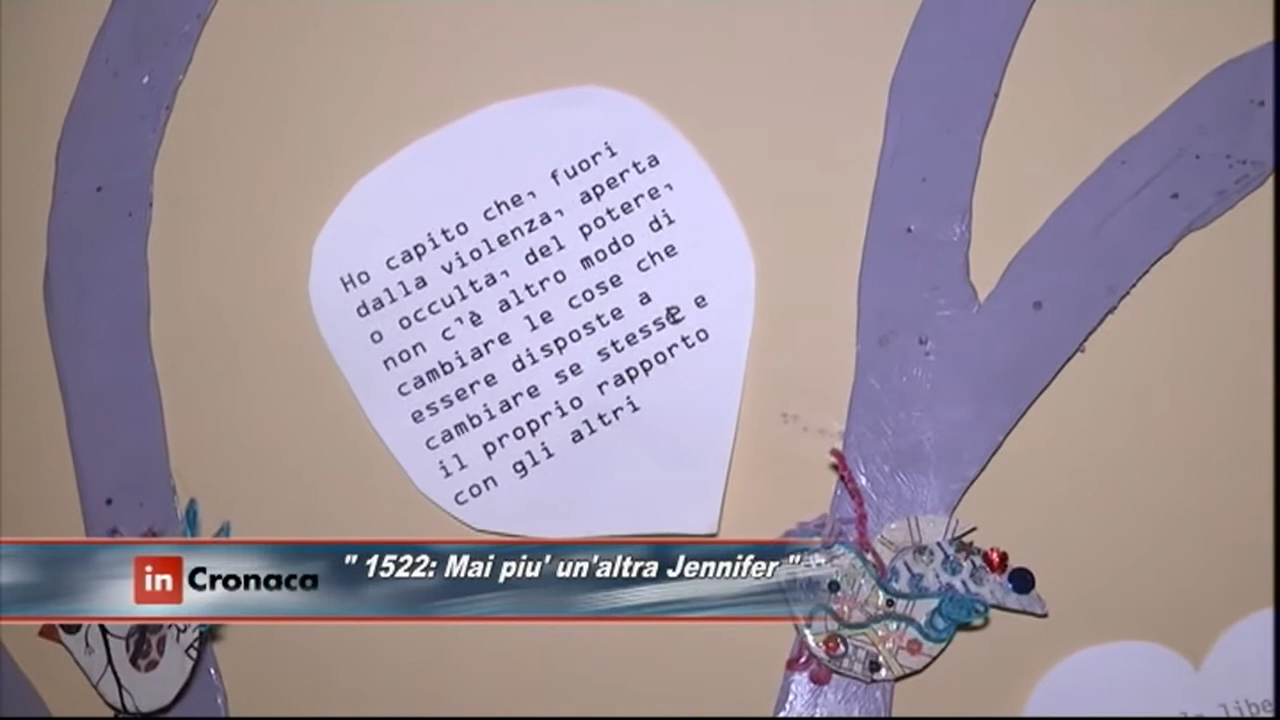 Ho capito che, fuori
dalla violenza, aperta
o occulta, del potere,
non c'è altro modo di
cambiare le cose che
essere disposte a
cambiare se stesse e
il proprio rapporto
con gli altri
in Cronaca
" 1522: Mai piu' un'altra Jennifer "